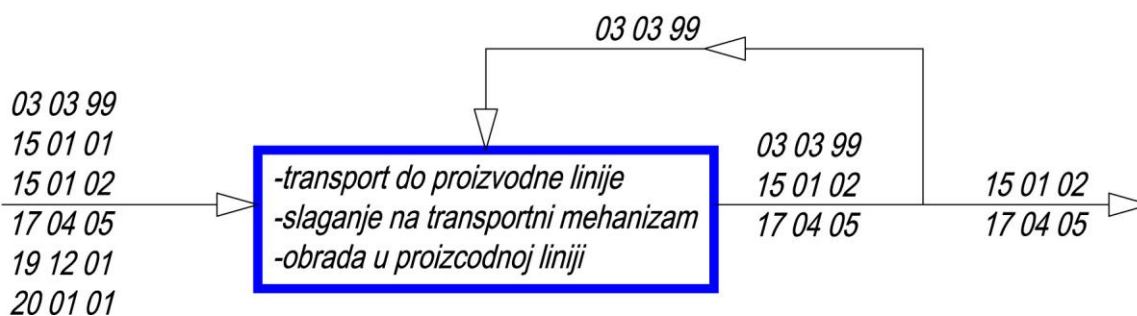 03 03 99
03 03 99
15 01 01
15 01 02
17 04 05
19 12 01
20 01 01
-transport do proizvodne linije
-slaganje na transportni mehanizam
-obrada u proizcodnoj liniji
03 03 99
15 01 02
17 04 05
15 01 02
17 04 05